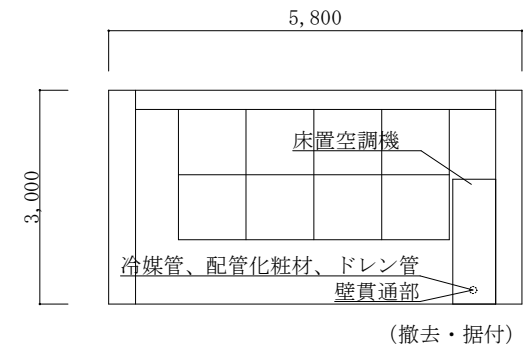 5,800
床置空調機
3,000
冷媒管、配管化粧材、ドレン管
壁貫通部
(撤去・据付)